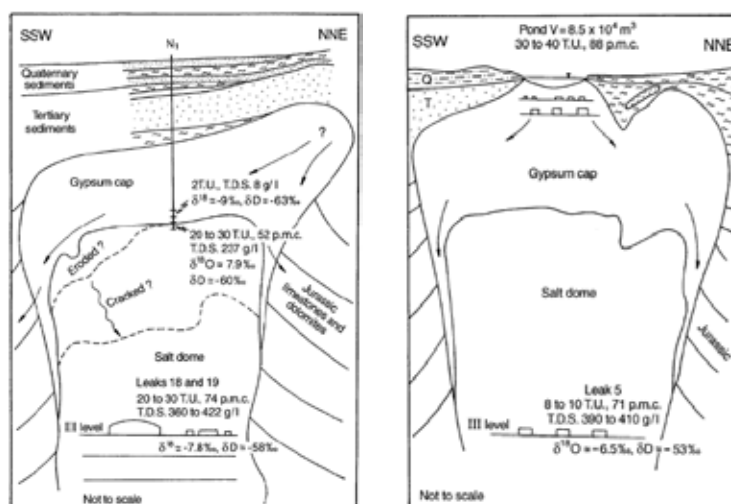 SSW
N₁
NNE
Quaternary
sediments
Tertiary
sediments
?
Gypsum cap
2T.U., T.D.S. 8 g/l
δ¹⁸ = -9‰, δD = -63‰
20 to 30 T.U., 52 p.m.c.
T.D.S. 237 g/l
δ¹⁸O = 7.9‰
δD = -60‰
Eroded ?
Cracked ?
Jurassic
limestones and
dolomites
Salt dome
Leaks 18 and 19
20 to 30 T.U., 74 p.m.c.
T.D.S. 360 to 422 g/l
III level
δ¹⁸ = -7.8‰, δD = -58‰
Not to scale
Pond V = 8.5 x 10⁴ m³
30 to 40 T.U., 88 p.m.c.
SSW
NNE
Q
T
Gypsum cap
Salt dome
Jurassic
Leak 5
8 to 10 T.U., 71 p.m.c.
T.D.S. 390 to 410 g/l
III level
δ¹⁸O = -6.5‰, δD = -53‰
Not to scale